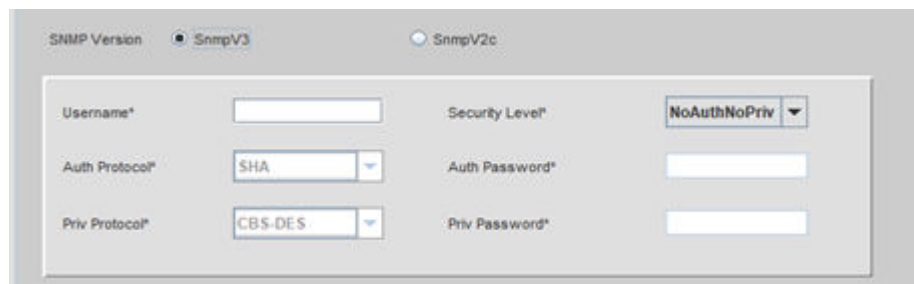 SNMP Version SnmpV3 SnmpV2c
Username* Security Level* NoAuthNoPriv
Auth Protocol* SHA Auth Password*
Priv Protocol* CBS-DES Priv Password*